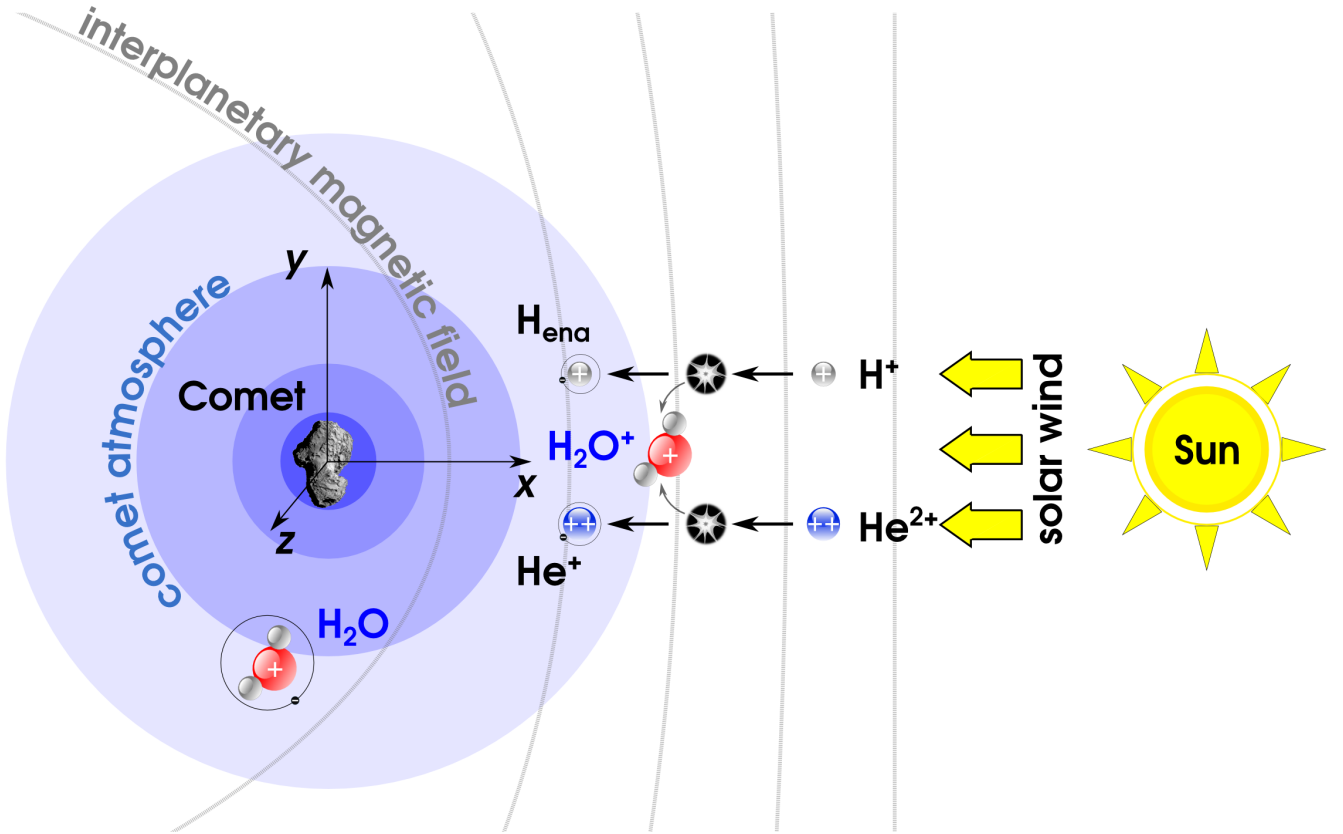 interplanetary magnetic field
comet atmosphere
y
Comet
x
z
H₂O
+
-
Hena
+
-
H₂O⁺
+
He⁺
++
-
+
H⁺
++
He²⁺
solar wind
Sun